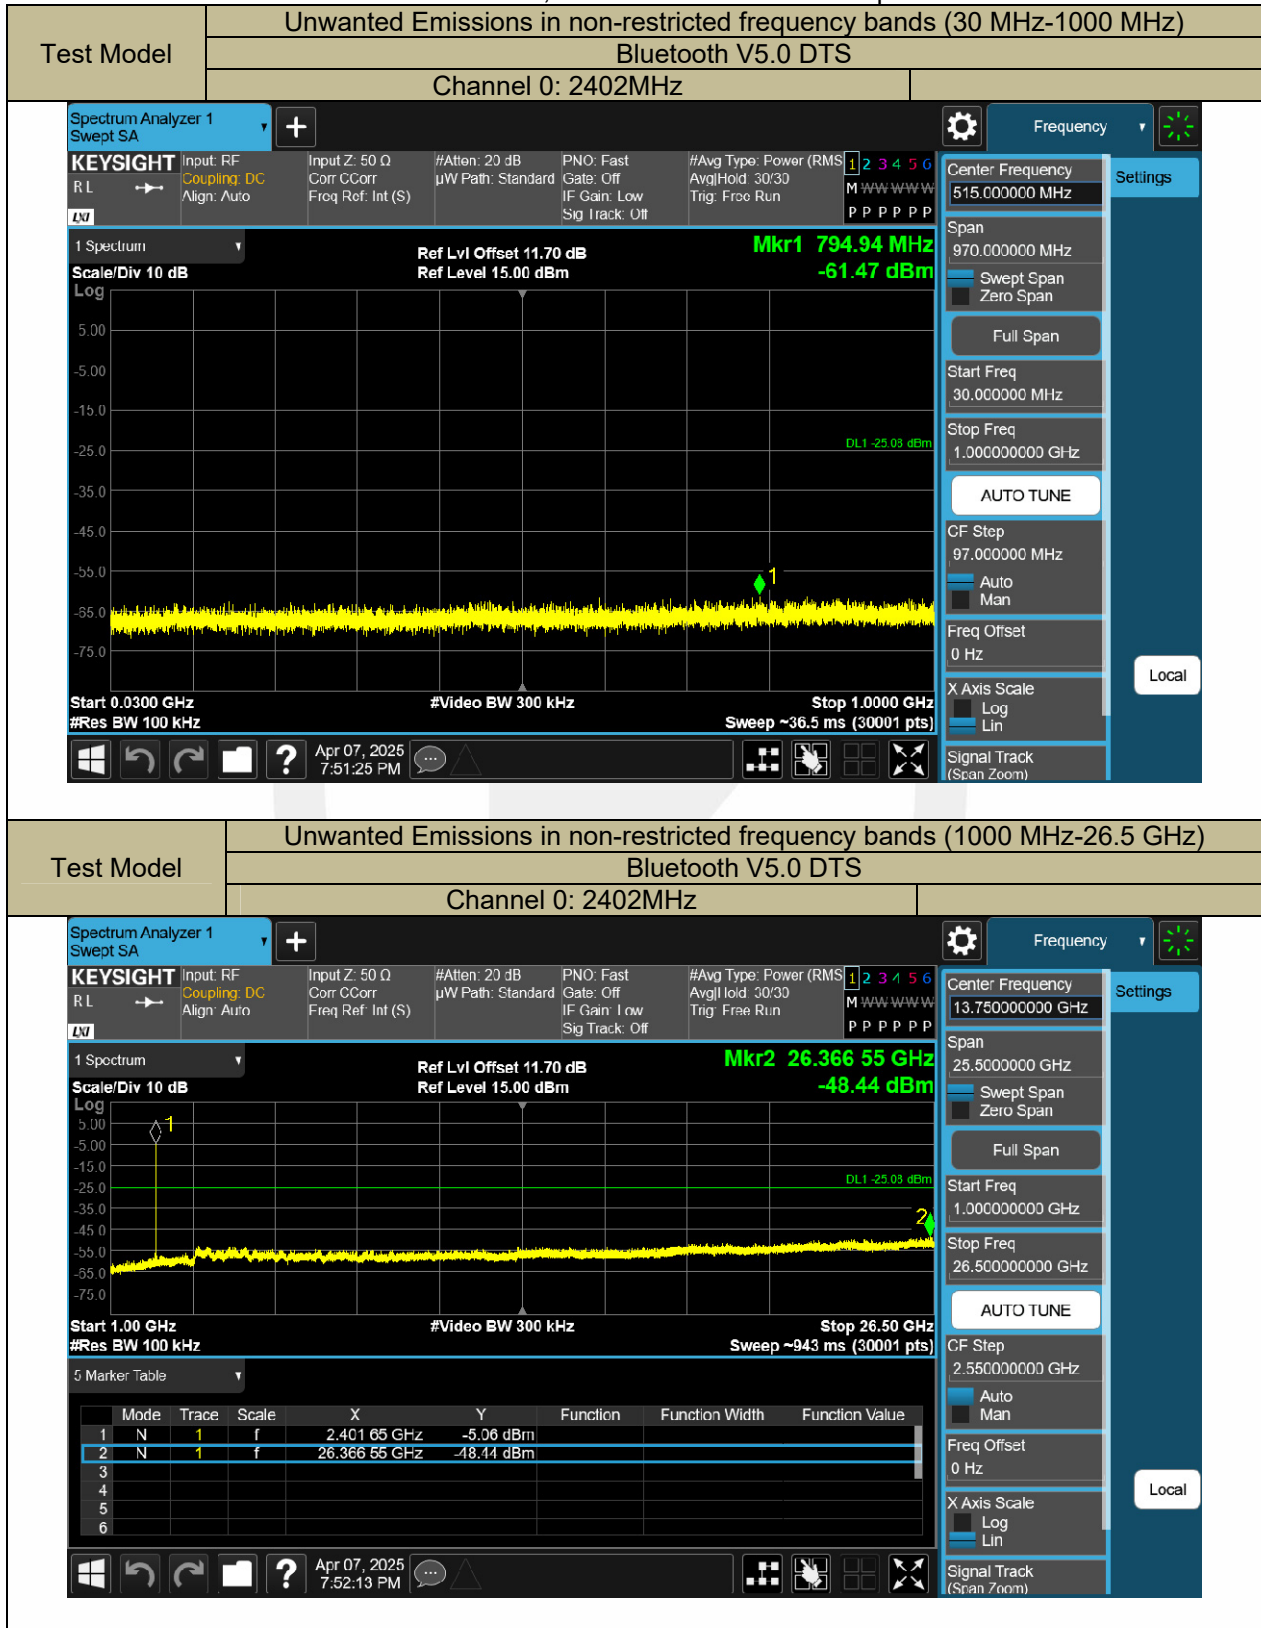 Unwanted Emissions in non-restricted frequency bands (30 MHz-1000 MHz)
Test Model
Bluetooth V5.0 DTS
Channel 0: 2402MHz
Spectrum Analyzer 1
Swept SA
Frequency
KEYSIGHT
R L
LXI
Input: RF
Coupling: DC
Align: Auto
Input Z: 50 Ω
Corr CCorr
Freq Ref: Int (S)
#Atten: 20 dB
µW Path: Standard
PNO: Fast
Gate: Off
IF Gain: Low
Sig Track: Off
#Avg Type: Power (RMS
Avg|Hold: 30/30
Trig: Free Run
1 2 3 4 5 6
M W W W W W
P P P P P P
Center Frequency
515.000000 MHz
Settings
1 Spectrum
Scale/Div 10 dB
Log
Ref Lvl Offset 11.70 dB
Ref Level 15.00 dBm
Mkr1 794.94 MHz
-61.47 dBm
Span
970.000000 MHz
Swept Span
Zero Span
Full Span
Start Freq
30.000000 MHz
Stop Freq
1.000000000 GHz
AUTO TUNE
CF Step
97.000000 MHz
Auto
Man
Freq Offset
0 Hz
X Axis Scale
Log
Lin
Signal Track
(Span Zoom)
Local
5.00
-5.00
-15.0
-25.0
-35.0
-45.0
-55.0
-65.0
-75.0
DL1 -25.06 dBm
1
Start 0.0300 GHz
#Res BW 100 kHz
#Video BW 300 kHz
Stop 1.0000 GHz
Sweep ~36.5 ms (30001 pts)
?
Apr 07, 2025
7:51:25 PM
Unwanted Emissions in non-restricted frequency bands (1000 MHz-26.5 GHz)
Test Model
Bluetooth V5.0 DTS
Channel 0: 2402MHz
Spectrum Analyzer 1
Swept SA
Frequency
KEYSIGHT
R L
LXI
Input: RF
Coupling: DC
Align: Auto
Input Z: 50 Ω
Corr CCorr
Freq Ref: Int (S)
#Atten: 20 dB
µW Path: Standard
PNO: Fast
Gate: Off
IF Gain: Low
Sig Track: Off
#Avg Type: Power (RMS
Avg|Hold: 30/30
Trig: Free Run
1 2 3 4 5 6
M W W W W W
P P P P P P
Center Frequency
13.750000000 GHz
Settings
1 Spectrum
Scale/Div 10 dB
Log
Ref Lvl Offset 11.70 dB
Ref Level 15.00 dBm
Mkr2 26.366 55 GHz
-48.44 dBm
Span
25.5000000 GHz
Swept Span
Zero Span
Full Span
Start Freq
1.000000000 GHz
Stop Freq
26.500000000 GHz
AUTO TUNE
CF Step
2.550000000 GHz
Auto
Man
Freq Offset
0 Hz
X Axis Scale
Log
Lin
Signal Track
(Span Zoom)
Local
5.00
-5.00
-15.0
-25.0
-35.0
-45.0
-55.0
-65.0
-75.0
1
DL1 -25.06 dBm
2
Start 1.00 GHz
#Res BW 100 kHz
#Video BW 300 kHz
Stop 26.50 GHz
Sweep ~943 ms (30001 pts)
5 Marker Table
Mode Trace Scale X Y Function Function Width Function Value
1 N 1 f 2.401 65 GHz -5.06 dBm
2 N 1 f 26.366 55 GHz -48.44 dBm
3
4
5
6
?
Apr 07, 2025
7:52:13 PM